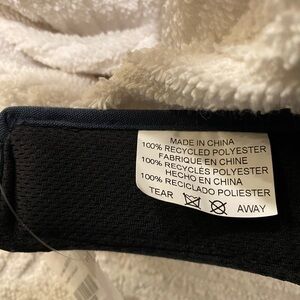 MADE IN CHINA
100% RECYCLED POLYESTER
FABRIQUE EN CHINE
100% RECYCLÉS POLYESTER
HECHO EN CHINA
100% RECICLADO POLIESTER
TEAR AWAY